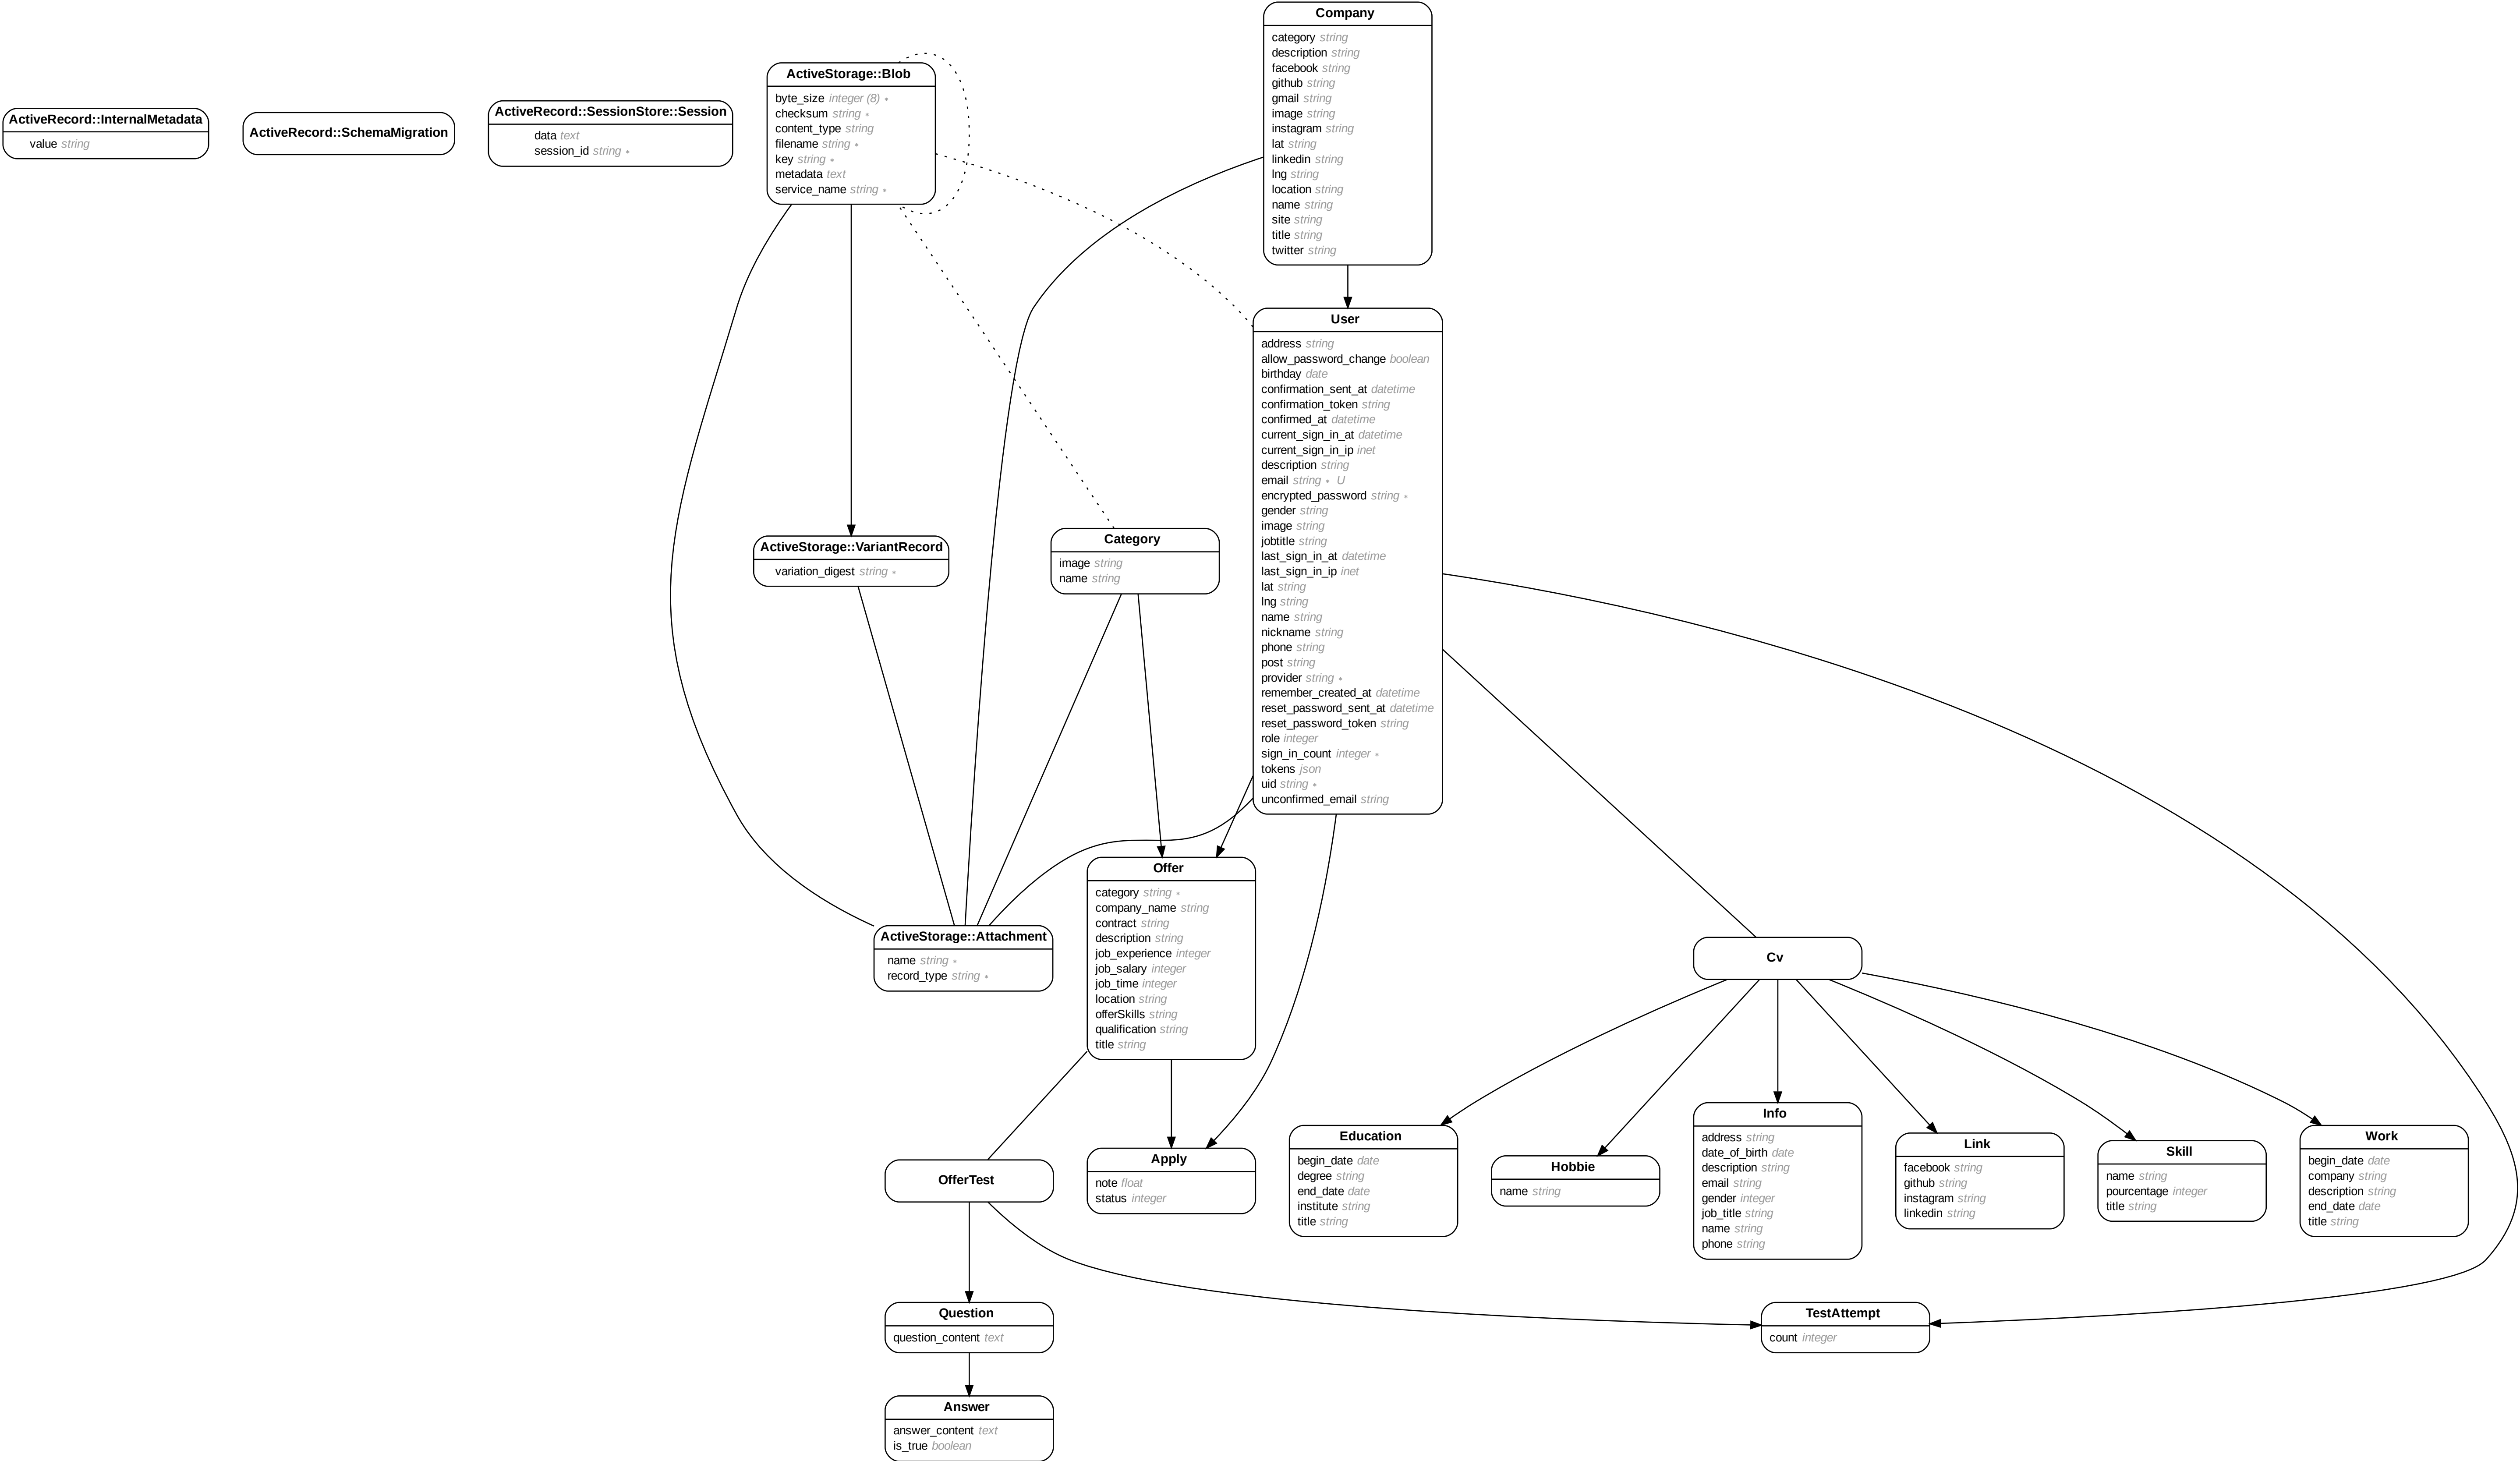 Company
category string
description string
facebook string
github string
gmail string
image string
instagram string
lat string
linkedin string
lng string
location string
name string
site string
title string
twitter string
ActiveStorage::Blob
byte_size integer (8) ∗
checksum string ∗
content_type string
filename string ∗
key string ∗
metadata text
service_name string ∗
ActiveRecord::InternalMetadata
value string
ActiveRecord::SchemaMigration
ActiveRecord::SessionStore::Session
data text
session_id string ∗
User
address string
allow_password_change boolean
birthday date
confirmation_sent_at datetime
confirmation_token string
confirmed_at datetime
current_sign_in_at datetime
current_sign_in_ip inet
description string
email string ∗ U
encrypted_password string ∗
gender string
image string
jobtitle string
last_sign_in_at datetime
last_sign_in_ip inet
lat string
lng string
name string
nickname string
phone string
post string
provider string ∗
remember_created_at datetime
reset_password_sent_at datetime
reset_password_token string
role integer
sign_in_count integer ∗
tokens json
uid string ∗
unconfirmed_email string
ActiveStorage::VariantRecord
variation_digest string ∗
Category
image string
name string
Offer
category string ∗
company_name string
contract string
description string
job_experience integer
job_salary integer
job_time integer
location string
offerSkills string
qualification string
title string
ActiveStorage::Attachment
name string ∗
record_type string ∗
Cv
OfferTest
Apply
note float
status integer
Education
begin_date date
degree string
end_date date
institute string
title string
Hobbie
name string
Info
address string
date_of_birth date
description string
email string
gender integer
job_title string
name string
phone string
Link
facebook string
github string
instagram string
linkedin string
Skill
name string
pourcentage integer
title string
Work
begin_date date
company string
description string
end_date date
title string
Question
question_content text
TestAttempt
count integer
Answer
answer_content text
is_true boolean